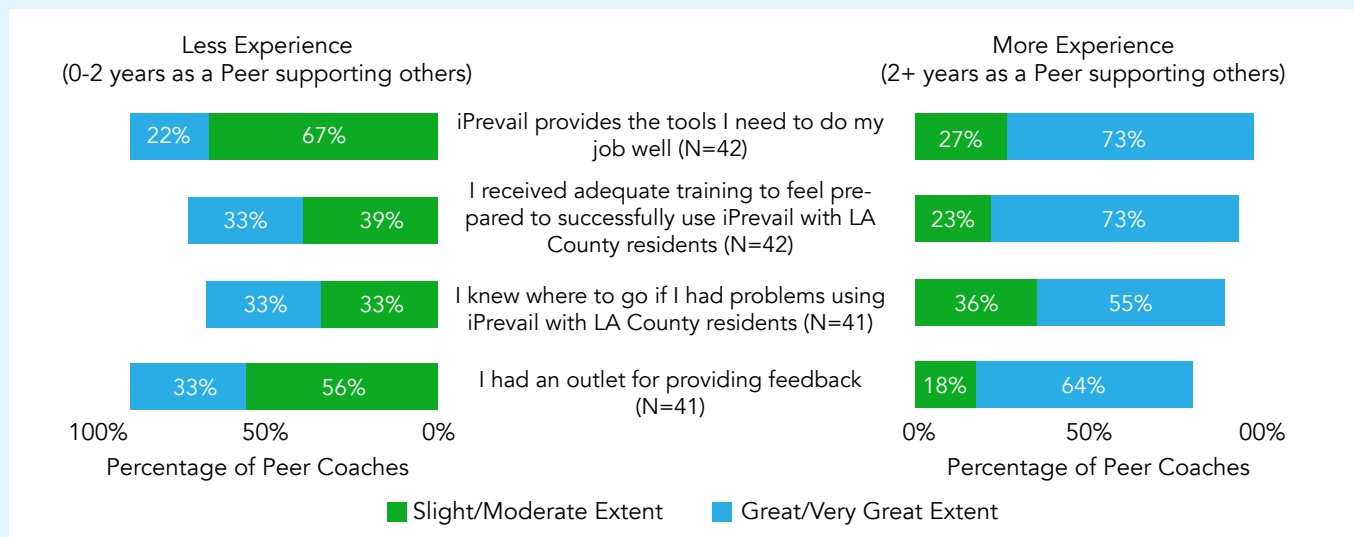 Less Experience
(0-2 years as a Peer supporting others)
More Experience
(2+ years as a Peer supporting others)
22% 67%
iPrevail provides the tools I need to do my
job well (N=42)
27% 73%
33% 39%
I received adequate training to feel pre-
pared to successfully use iPrevail with LA
County residents (N=42)
23% 73%
33% 33%
I knew where to go if I had problems using
iPrevail with LA County residents (N=41)
36% 55%
33% 56%
I had an outlet for providing feedback
(N=41)
18% 64%
100% 50% 0%
0% 50% 00%
Percentage of Peer Coaches
Percentage of Peer Coaches
Slight/Moderate Extent
Great/Very Great Extent